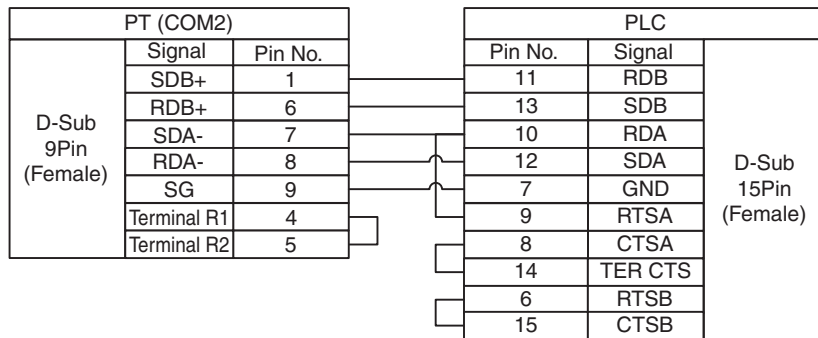 PT (COM2)
Signal Pin No.
SDB+ 1
RDB+ 6
SDA- 7
RDA- 8
SG 9
Terminal R1 4
Terminal R2 5
D-Sub
9Pin
(Female)
PLC
Pin No. Signal
11 RDB
13 SDB
10 RDA
12 SDA
7 GND
9 RTSA
8 CTSA
14 TER CTS
6 RTSB
15 CTSB
D-Sub
15Pin
(Female)